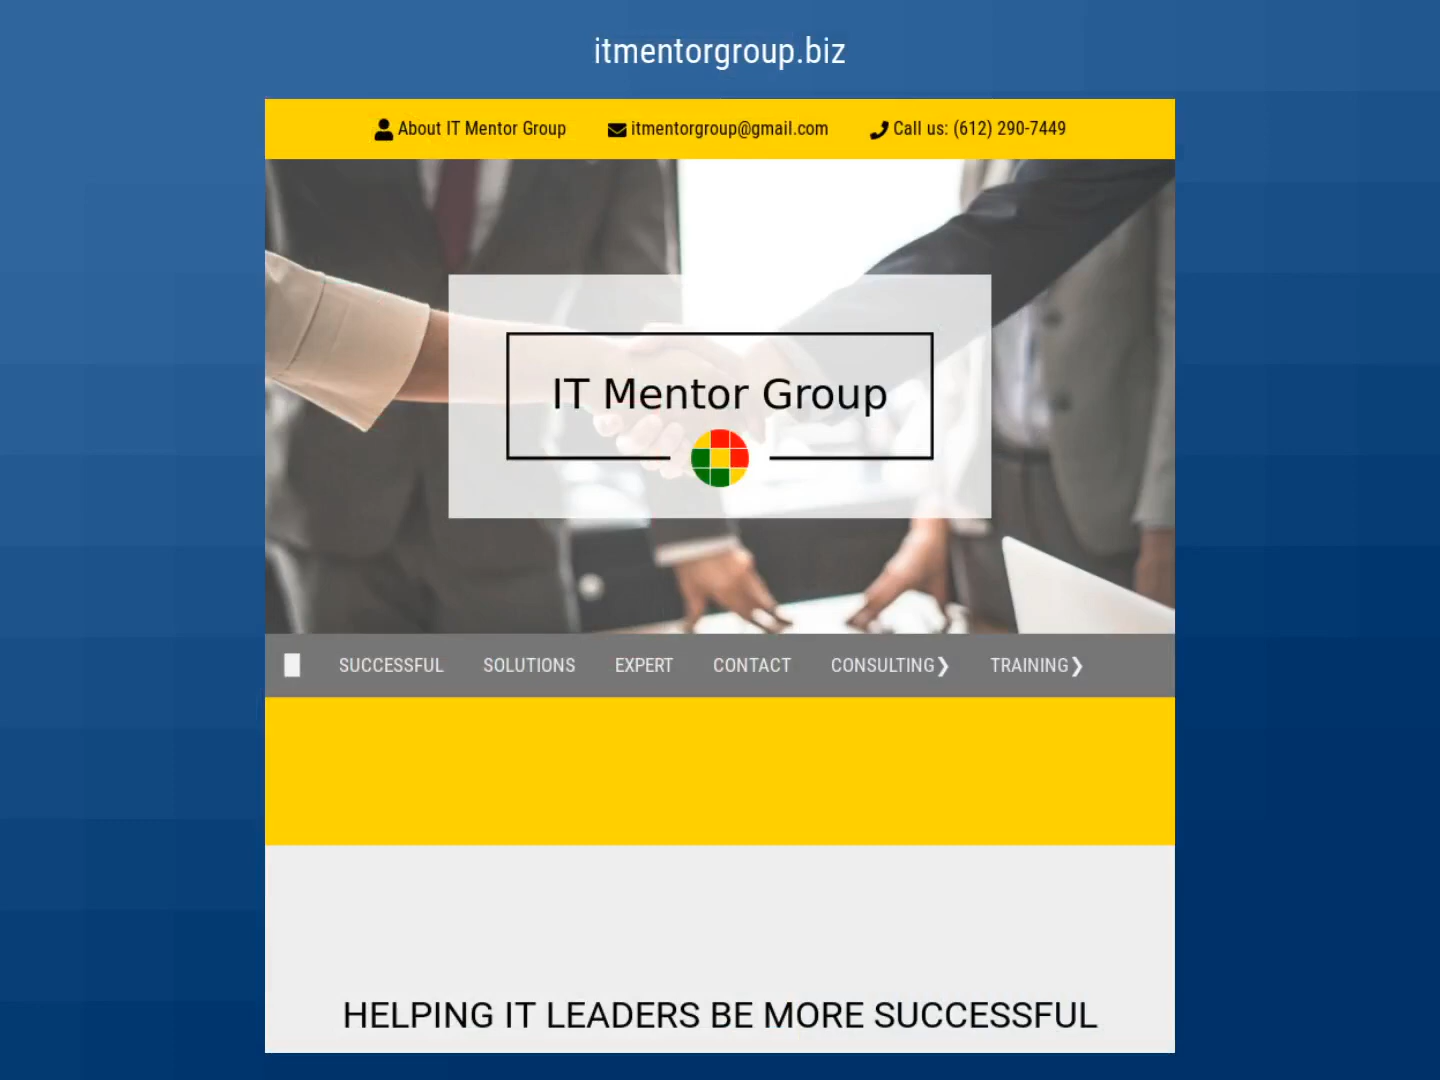 itmentorgroup.biz
About IT Mentor Group itmentorgroup@gmail.com Call us: (612) 290-7449
IT Mentor Group
SUCCESSFUL SOLUTIONS EXPERT CONTACT CONSULTING❯ TRAINING❯
HELPING IT LEADERS BE MORE SUCCESSFUL